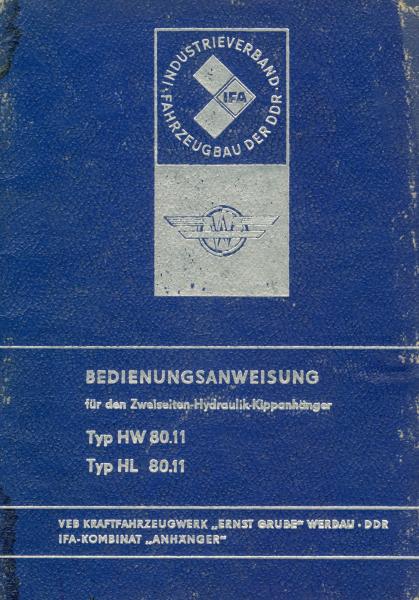 INDUSTRIEVERBAND
FAHRZEUGBAU DER DDR
IFA
W
BEDIENUNGSANWEISUNG
für den Zweiseiten-Hydraulik-Kippanhänger
Typ HW 80.11
Typ HL 80.11
VEB KRAFTFAHRZEUGWERK „ERNST GRUBE" WERDAU · DDR
IFA-KOMBINAT „ANHÄNGER"